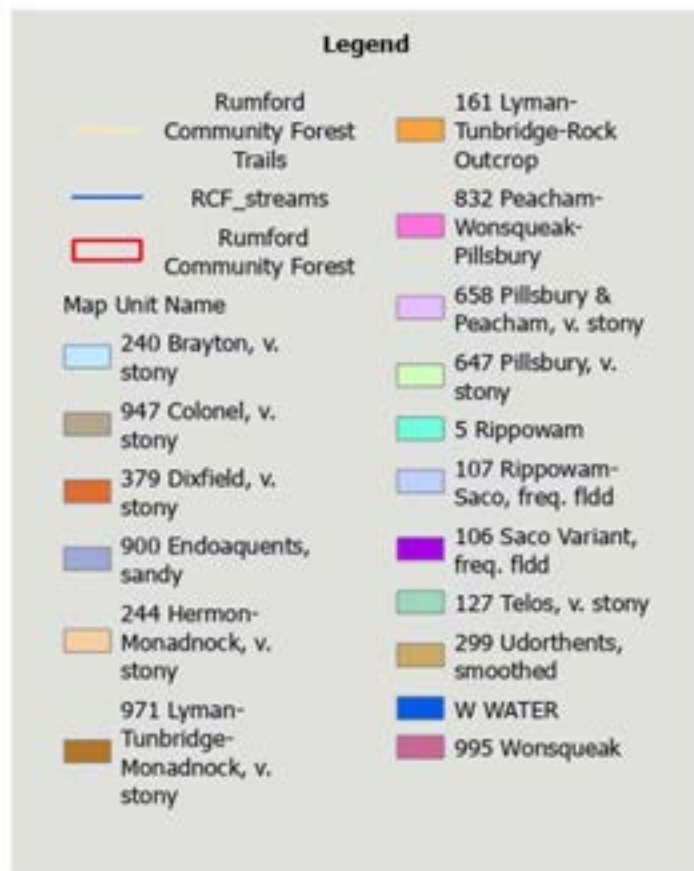 Legend
Rumford
Community Forest
Trails
RCF_streams
Rumford
Community Forest
Map Unit Name
240 Brayton, v.
stony
947 Colonel, v.
stony
379 Dixfield, v.
stony
900 Endoaquents,
sandy
244 Hermon-
Monadnock, v.
stony
971 Lyman-
Tunbridge-
Monadnock, v.
stony
161 Lyman-
Tunbridge-Rock
Outcrop
832 Peacham-
Wonsqueak-
Pillsbury
658 Pillsbury &
Peacham, v. stony
647 Pillsbury, v.
stony
5 Rippowam
107 Rippowam-
Saco, freq. fldd
106 Saco Variant,
freq. fldd
127 Telos, v. stony
299 Udorthents,
smoothed
W WATER
995 Wonsqueak